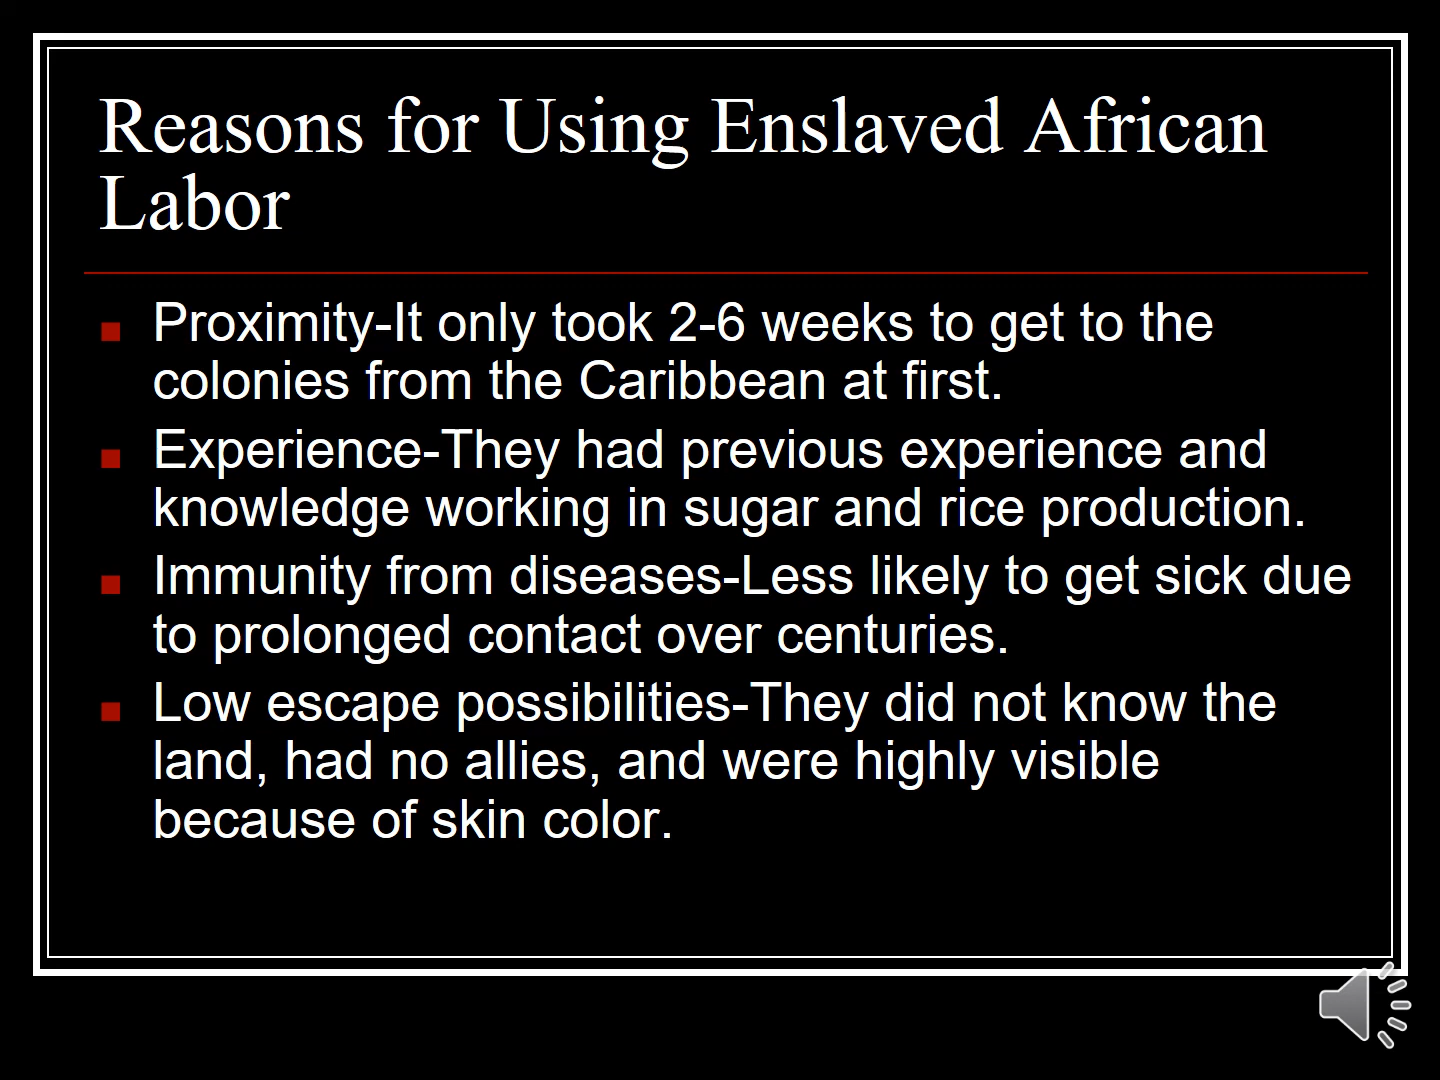 Reasons for Using Enslaved African
Labor
Proximity-It only took 2-6 weeks to get to the
colonies from the Caribbean at first.
Experience-They had previous experience and
knowledge working in sugar and rice production.
Immunity from diseases-Less likely to get sick due
to prolonged contact over centuries.
Low escape possibilities-They did not know the
land, had no allies, and were highly visible
because of skin color.